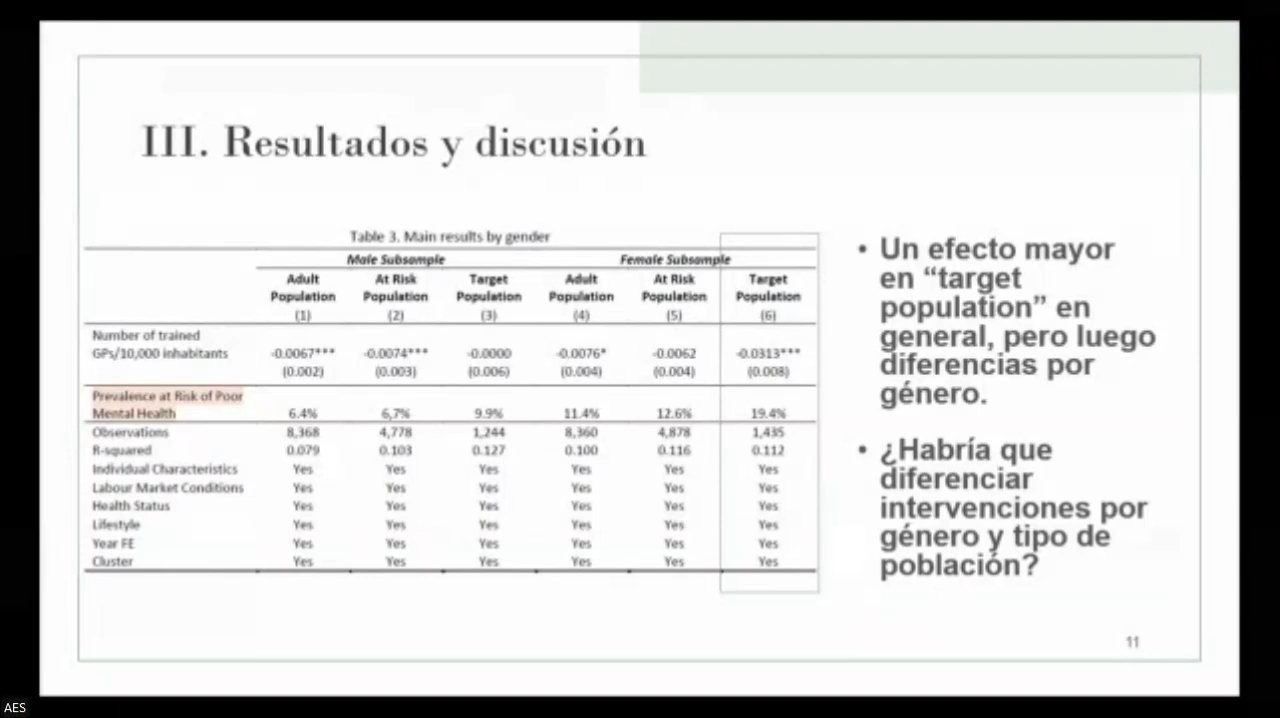 III. Resultados y discusión
Table 3. Main results by gender
Male Subsample Female Subsample
Adult At Risk Target Adult At Risk Target
Population Population Population Population Population Population
(1) (2) (3) (4) (5) (6)
Number of trained
GPs/10,000 inhabitants -0.0067*** -0.0074*** -0.0000 -0.0076* -0.0062 -0.0313***
(0.002) (0.003) (0.006) (0.004) (0.004) (0.008)
Prevalence at Risk of Poor
Mental Health 6.4% 6,7% 9.9% 11.4% 12.6% 19.4%
Observations 8,368 4,778 1,244 8,360 4,878 1,435
R-squared 0.079 0.103 0.127 0.100 0.116 0.112
Individual Characteristics Yes Yes Yes Yes Yes Yes
Labour Market Conditions Yes Yes Yes Yes Yes Yes
Health Status Yes Yes Yes Yes Yes Yes
Lifestyle Yes Yes Yes Yes Yes Yes
Year FE Yes Yes Yes Yes Yes Yes
Cluster Yes Yes Yes Yes Yes Yes
• Un efecto mayor
en “target
population” en
general, pero luego
diferencias por
género.
• ¿Habría que
diferenciar
intervenciones por
género y tipo de
población?
11
AES